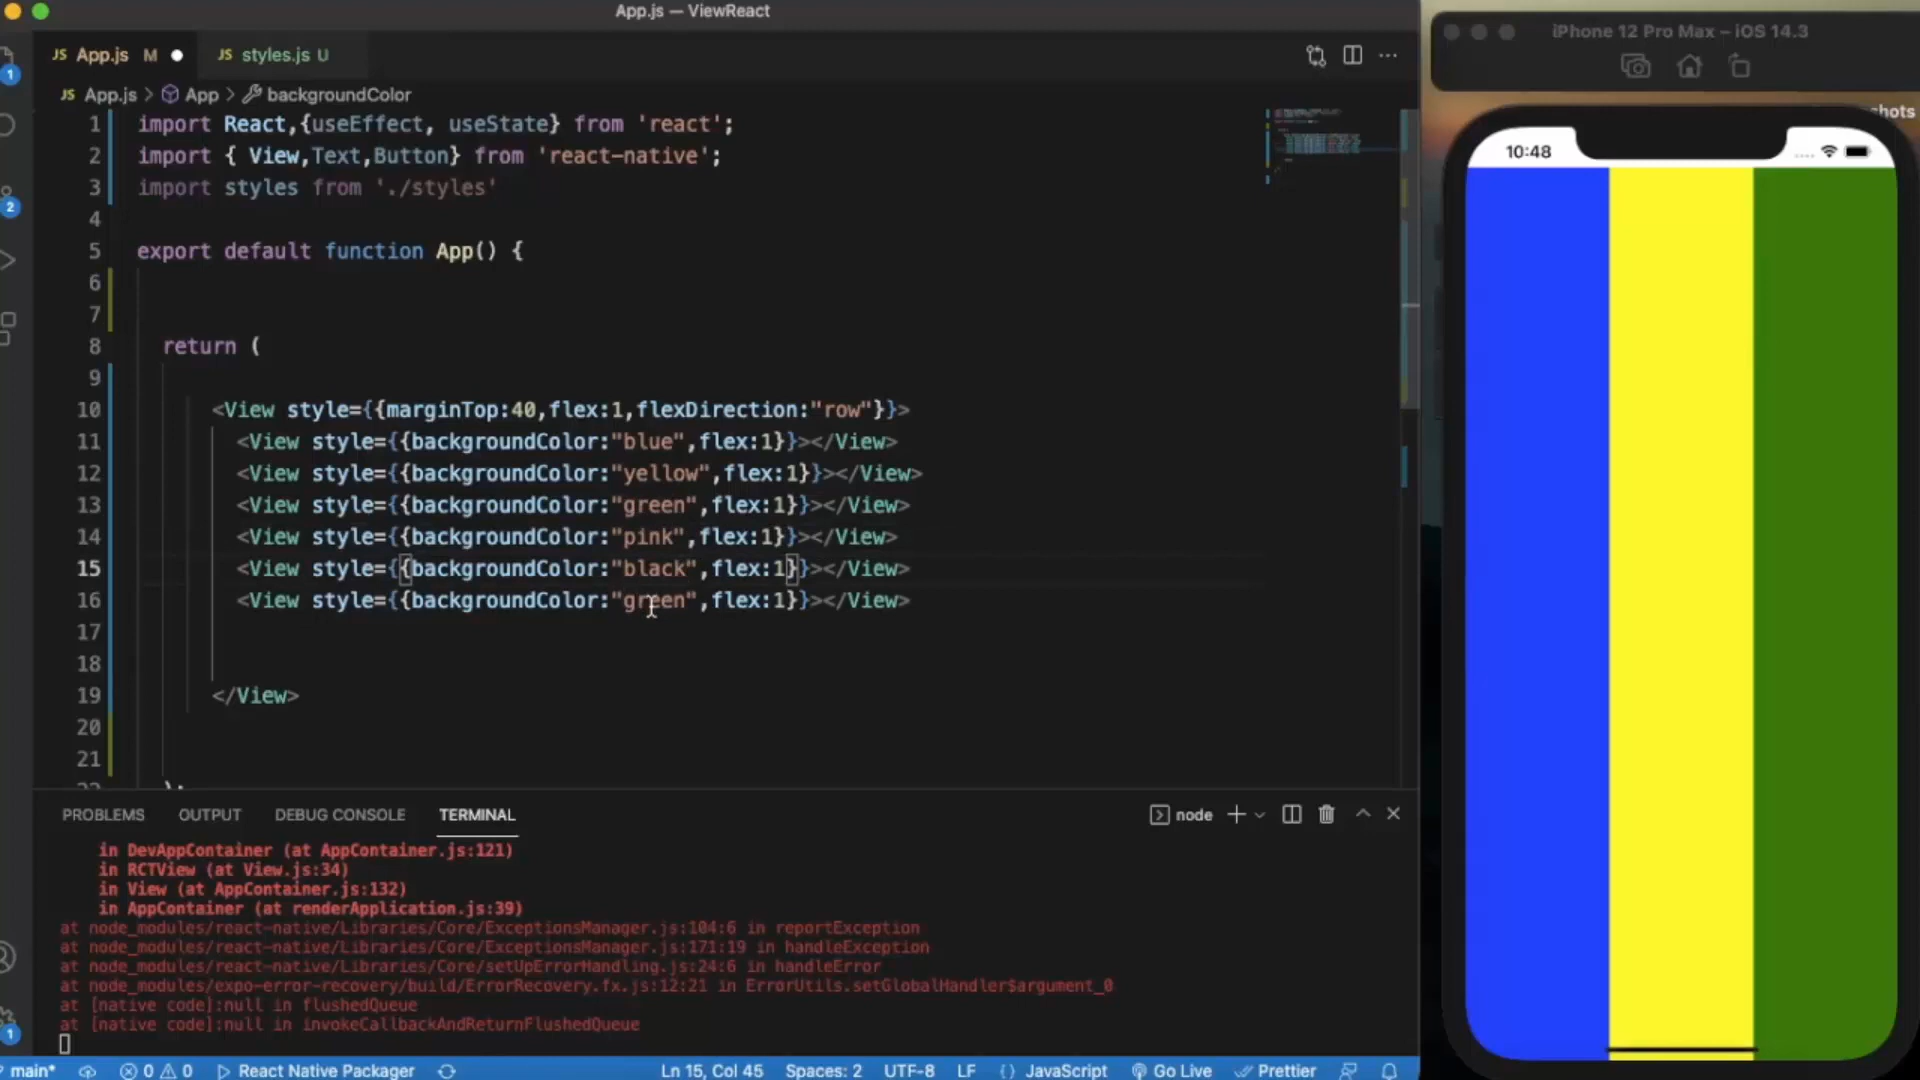 App.js — ViewReact
JS App.js M ● JS styles.js U
JS App.js > App > backgroundColor
1 import React,{useEffect, useState} from 'react';
2 import { View,Text,Button} from 'react-native';
3 import styles from './styles'
4
5 export default function App() {
6
7
8 return (
9
10 <View style={{marginTop:40,flex:1,flexDirection:"row"}}>
11 <View style={{backgroundColor:"blue",flex:1}}></View>
12 <View style={{backgroundColor:"yellow",flex:1}}></View>
13 <View style={{backgroundColor:"green",flex:1}}></View>
14 <View style={{backgroundColor:"pink",flex:1}}></View>
15 <View style={{backgroundColor:"black",flex:1}}></View>
16 <View style={{backgroundColor:"green",flex:1}}></View>
17
18
19 </View>
20
21
22 );
1
2
1
PROBLEMS OUTPUT DEBUG CONSOLE TERMINAL node
in DevAppContainer (at AppContainer.js:121)
in RCTView (at View.js:34)
in View (at AppContainer.js:132)
in AppContainer (at renderApplication.js:39)
at node_modules/react-native/Libraries/Core/ExceptionsManager.js:104:6 in reportException
at node_modules/react-native/Libraries/Core/ExceptionsManager.js:171:19 in handleException
at node_modules/react-native/Libraries/Core/setUpErrorHandling.js:24:6 in handleError
at node_modules/expo-error-recovery/build/ErrorRecovery.fx.js:12:21 in ErrorUtils.setGlobalHandler$argument_0
at [native code]:null in flushedQueue
at [native code]:null in invokeCallbackAndReturnFlushedQueue
main* 0 0 React Native Packager Ln 15, Col 45 Spaces: 2 UTF-8 LF {} JavaScript Go Live Prettier
iPhone 12 Pro Max – iOS 14.3
hots
10:48